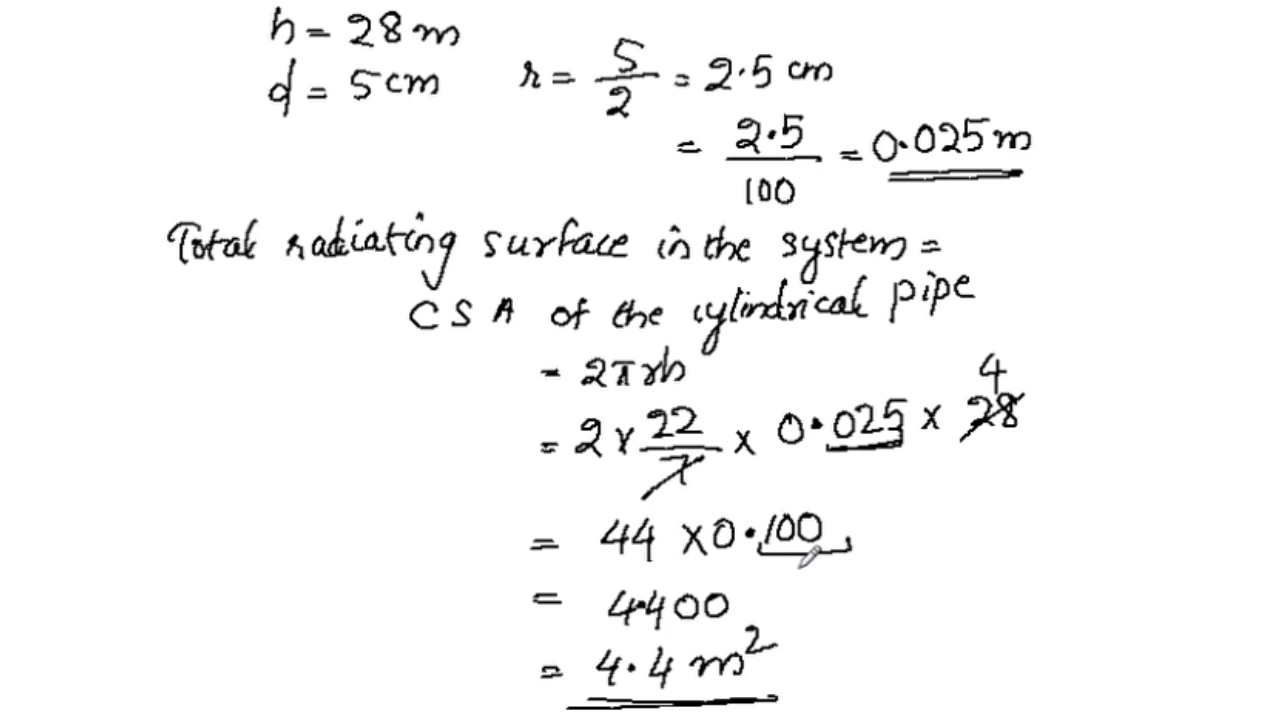 h = 28 m
d = 5 cm r = 5/2 = 2.5 cm
= 2.5/100 = 0.025 m
Total radiating surface in the system =
CSA of the cylindrical pipe
= 2πrh
4
= 2 × 22/7 × 0.025 × 28
= 44 × 0.100
= 4.400
= 4.4 m²